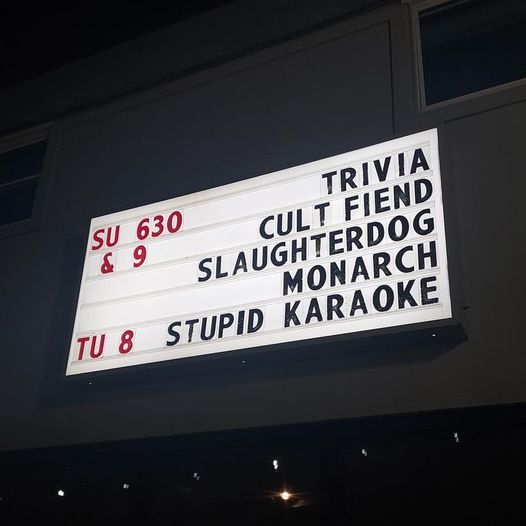 SU 630 TRIVIA
& 9 CULT FIEND
SLAUGHTERDOG
MONARCH
TU 8 STUPID KARAOKE